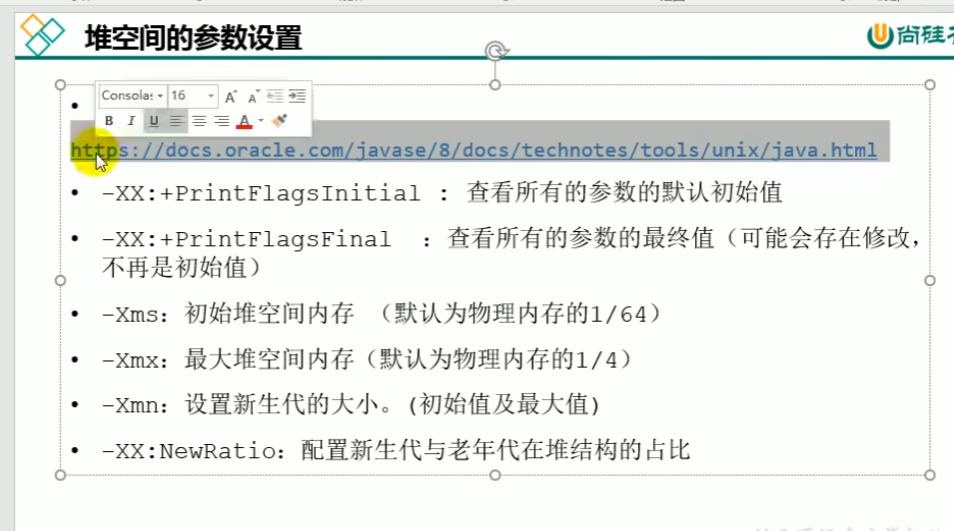 堆空间的参数设置
尚硅谷
Consola: 16 A A
B I U A
https://docs.oracle.com/javase/8/docs/technotes/tools/unix/java.html
• -XX:+PrintFlagsInitial : 查看所有的参数的默认初始值
• -XX:+PrintFlagsFinal :查看所有的参数的最终值(可能会存在修改,
不再是初始值)
• -Xms:初始堆空间内存 (默认为物理内存的1/64)
• -Xmx:最大堆空间内存(默认为物理内存的1/4)
• -Xmn:设置新生代的大小。(初始值及最大值)
• -XX:NewRatio:配置新生代与老年代在堆结构的占比